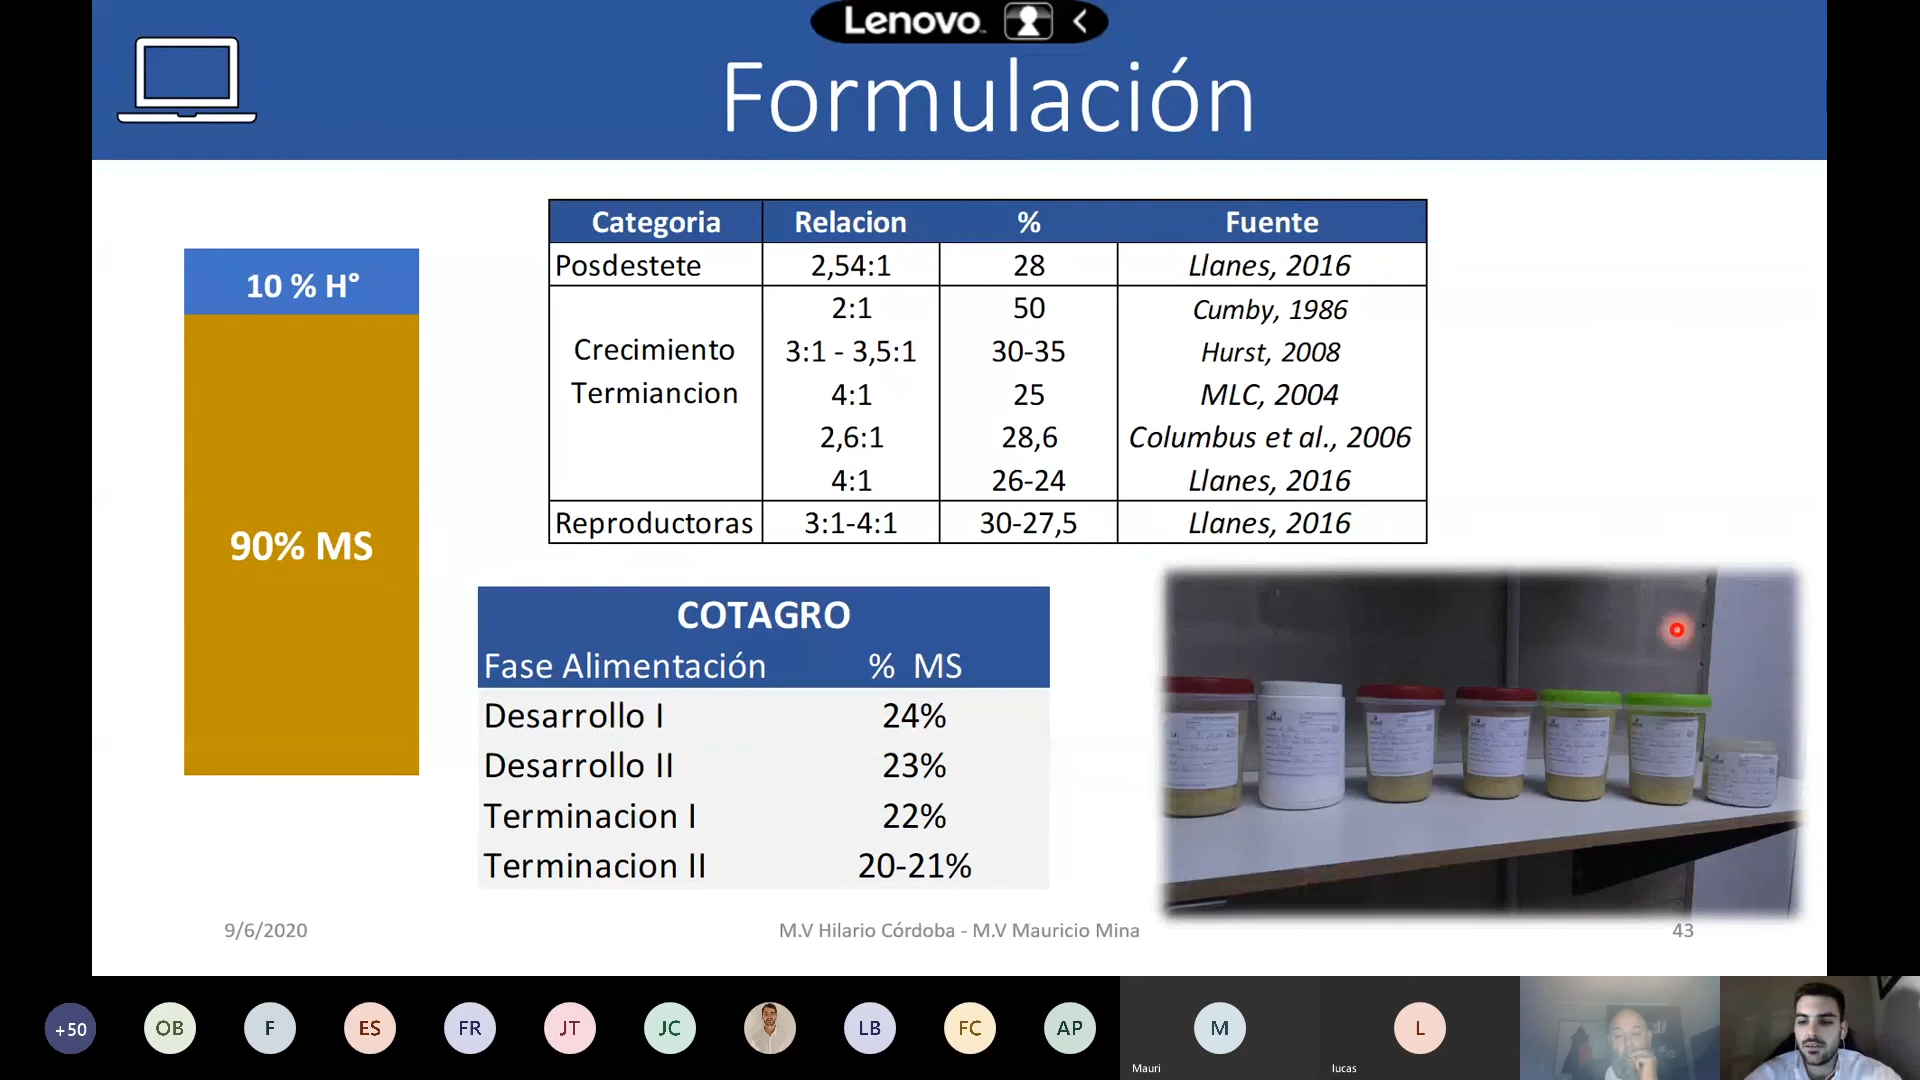 Lenovo
Formulación
10 % H°
90% MS
Categoria Relacion % Fuente
Posdestete 2,54:1 28 Llanes, 2016
2:1 50 Cumby, 1986
Crecimiento 3:1 - 3,5:1 30-35 Hurst, 2008
Termiancion 4:1 25 MLC, 2004
2,6:1 28,6 Columbus et al., 2006
4:1 26-24 Llanes, 2016
Reproductoras 3:1-4:1 30-27,5 Llanes, 2016
COTAGRO
Fase Alimentación % MS
Desarrollo I 24%
Desarrollo II 23%
Terminacion I 22%
Terminacion II 20-21%
9/6/2020 M.V Hilario Córdoba - M.V Mauricio Mina 43
+50 OB F ES FR JT JC LB FC AP M L
Mauri lucas